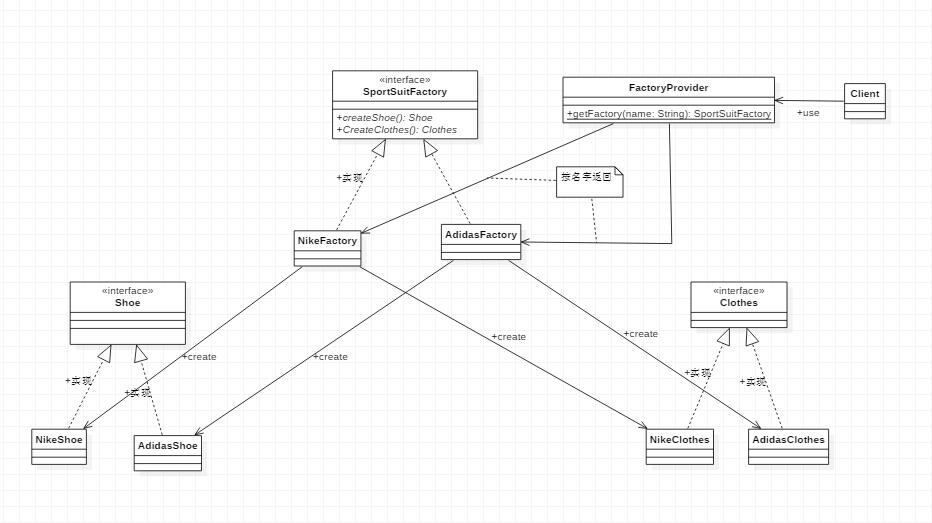 «interface»
SportSuitFactory
+createShoe(): Shoe
+CreateClothes(): Clothes
FactoryProvider
+getFactory(name: String): SportSuitFactory
Client
+use
+实现
按名字返回
NikeFactory
AdidasFactory
«interface»
Shoe
«interface»
Clothes
+create
+create
+create
+create
+实现
+实现
+实现
+实现
NikeShoe
AdidasShoe
NikeClothes
AdidasClothes